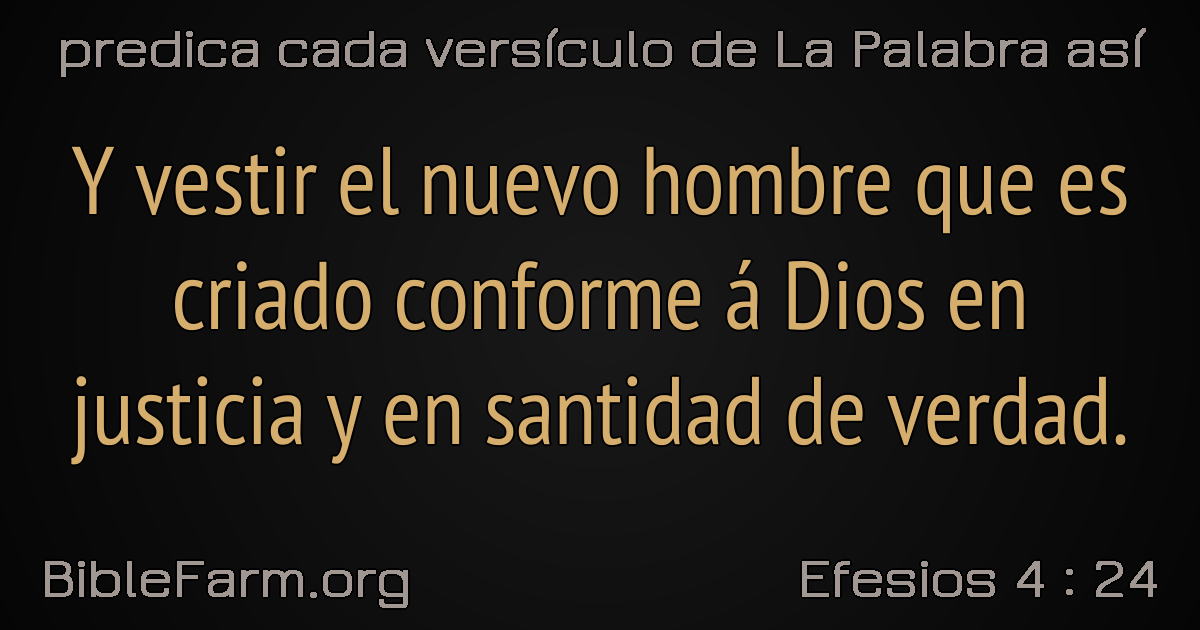 predica cada versículo de La Palabra así
Y vestir el nuevo hombre que es
criado conforme á Dios en
justicia y en santidad de verdad.
BibleFarm.org
Efesios 4 : 24